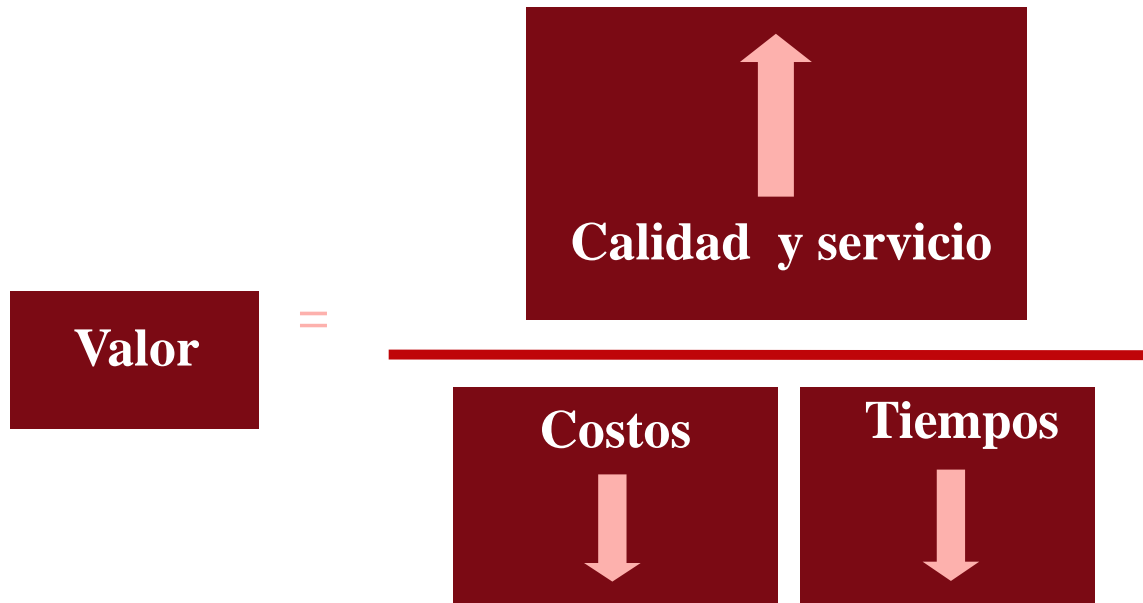 Calidad y servicio
Valor
=
Costos
Tiempos